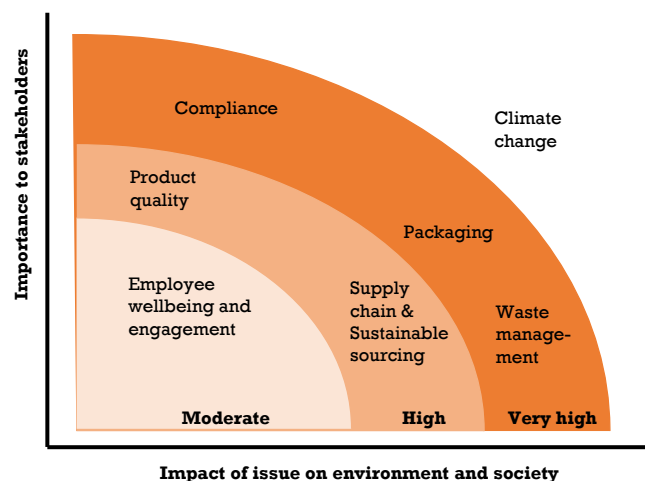 Importance to stakeholders
Compliance
Climate
change
Product
quality
Packaging
Employee
wellbeing and
engagement
Supply
chain &
Sustainable
sourcing
Waste
manage-
ment
Moderate
High
Very high
Impact of issue on environment and society